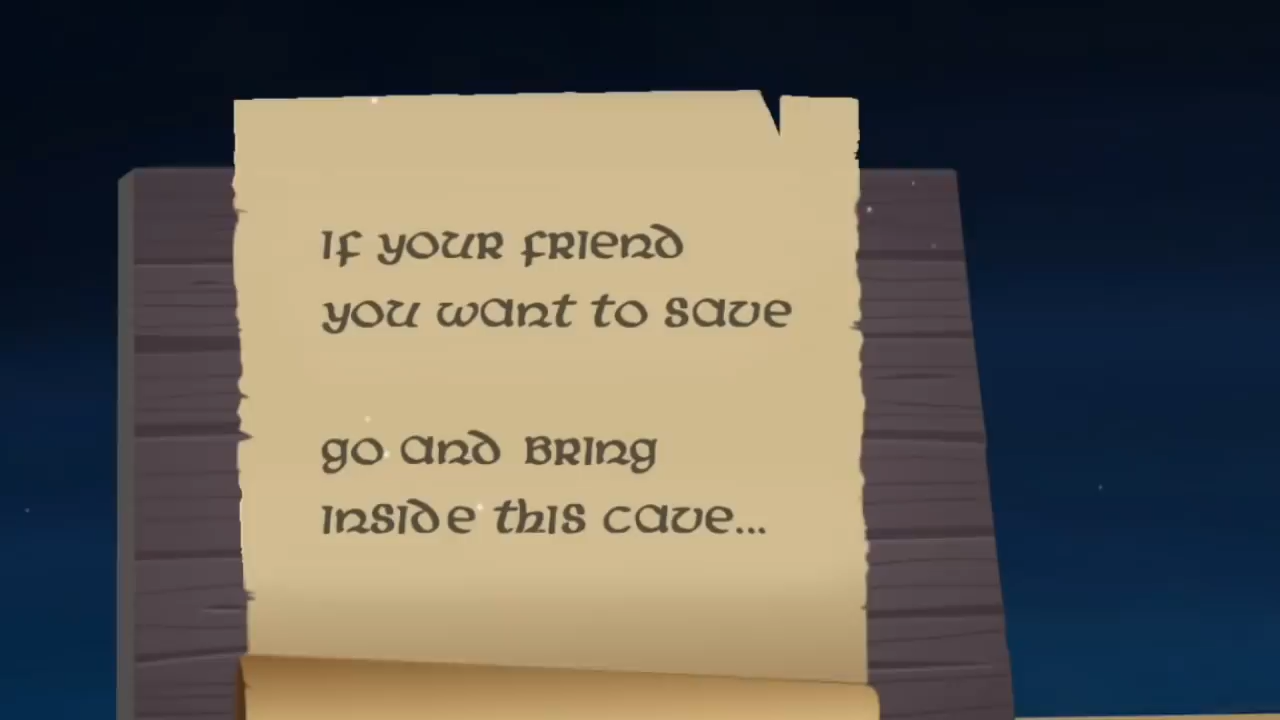 If your friend
you want to save
go and bring
inside this cave...